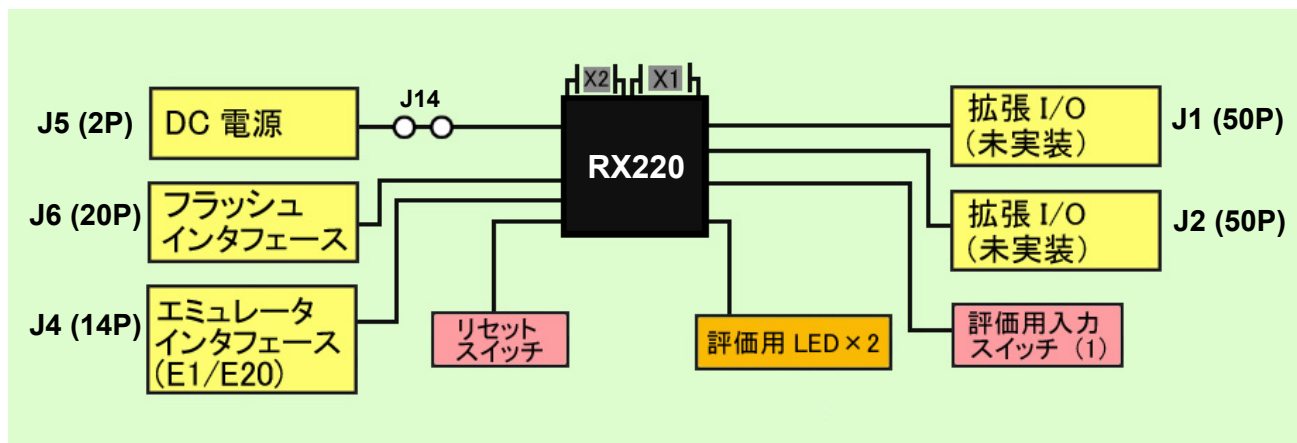 X2
X1
J5 (2P)
DC 電源
J14
RX220
拡張 I/O
(未実装)
J1 (50P)
J6 (20P)
フラッシュ
インタフェース
拡張 I/O
(未実装)
J2 (50P)
J4 (14P)
エミュレータ
インタフェース
(E1/E20)
リセット
スイッチ
評価用 LED×2
評価用入力
スイッチ (1)